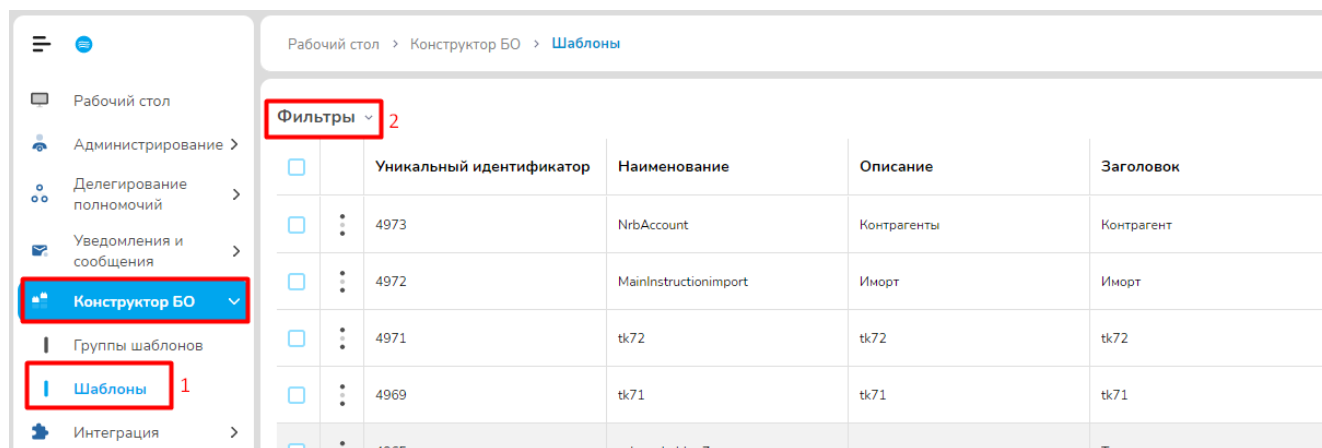 Рабочий стол > Конструктор БО > Шаблоны
Рабочий стол
Администрирование
Делегирование
полномочий
Уведомления и
сообщения
Конструктор БО
Группы шаблонов
Шаблоны 1
Интеграция
Фильтры 2
Уникальный идентификатор Наименование Описание Заголовок
4973 NrbAccount Контрагенты Контрагент
4972 MainInstructionimport Иморт Иморт
4971 tk72 tk72 tk72
4969 tk71 tk71 tk71